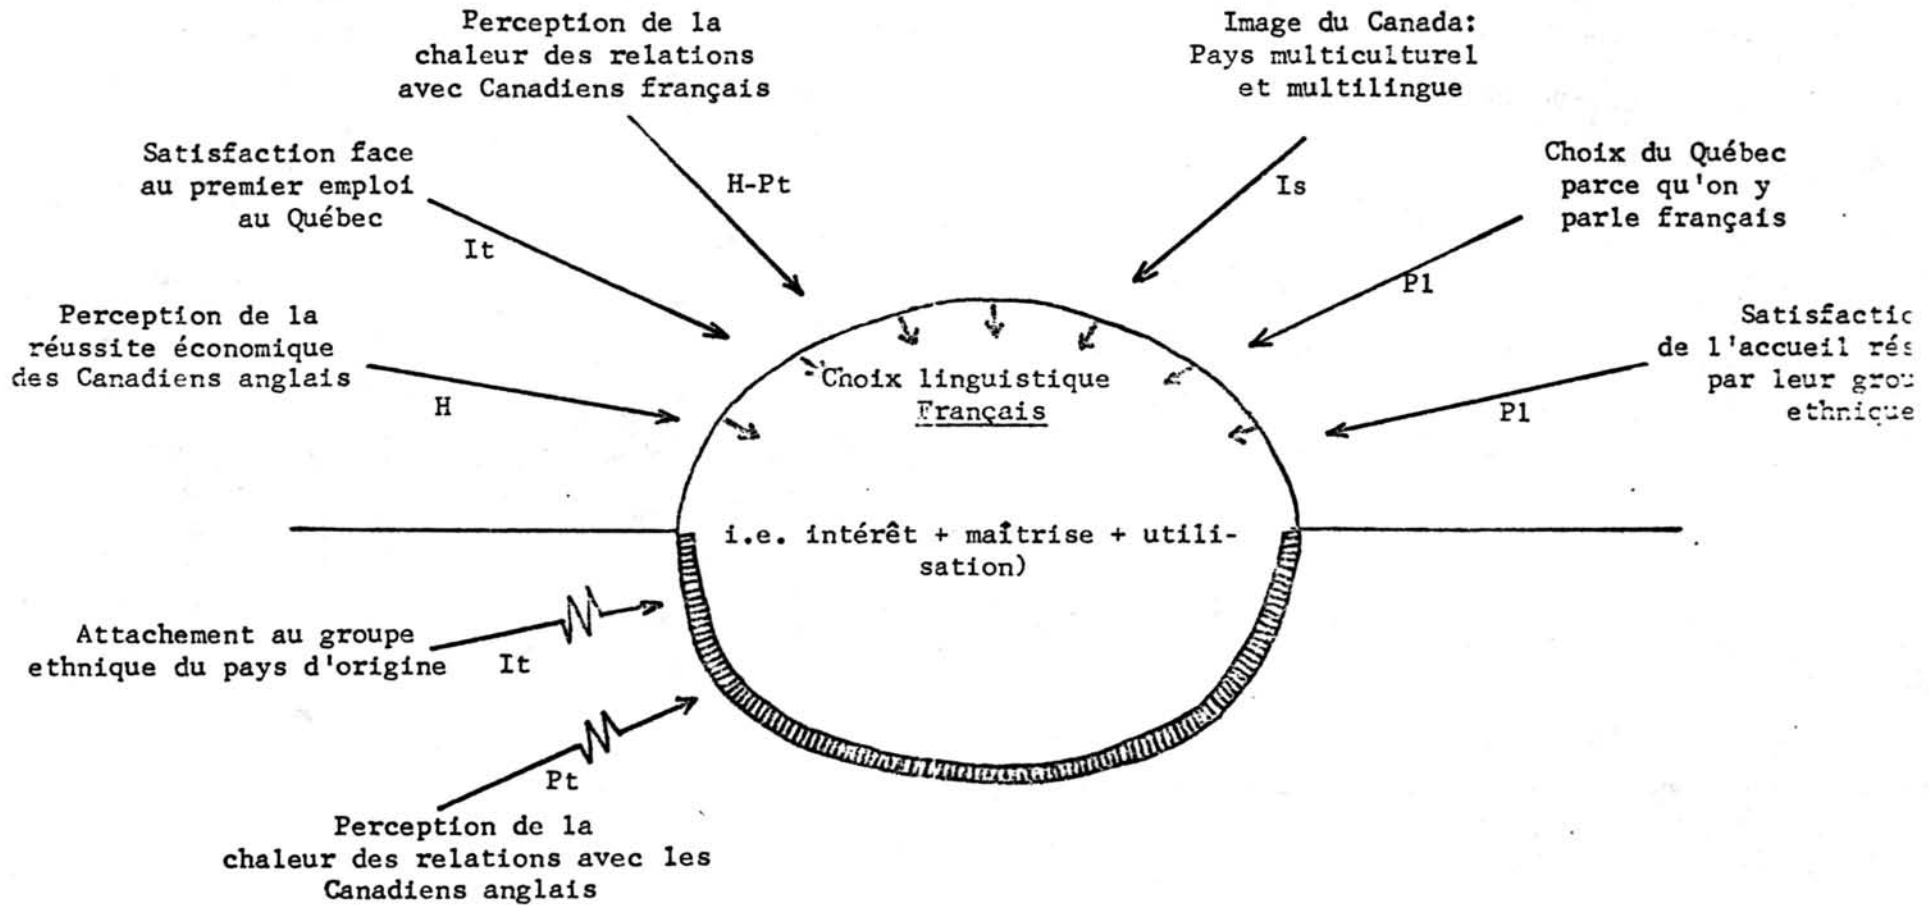 Perception de la
chaleur des relations
avec Canadiens français
Image du Canada:
Pays multiculturel
et multilingue
Satisfaction face
au premier emploi
au Québec
H-Pt
Is
Choix du Québec
parce qu'on y
parle français
It
Pl
Perception de la
réussite économique
des Canadiens anglais
H
Satisfactic
de l'accueil rés
par leur grou
ethnique
Pl
Choix linguistique
Français
i.e. intérêt + maîtrise + utili-
sation)
Attachement au groupe
ethnique du pays d'origine
It
Pt
Perception de la
chaleur des relations avec les
Canadiens anglais